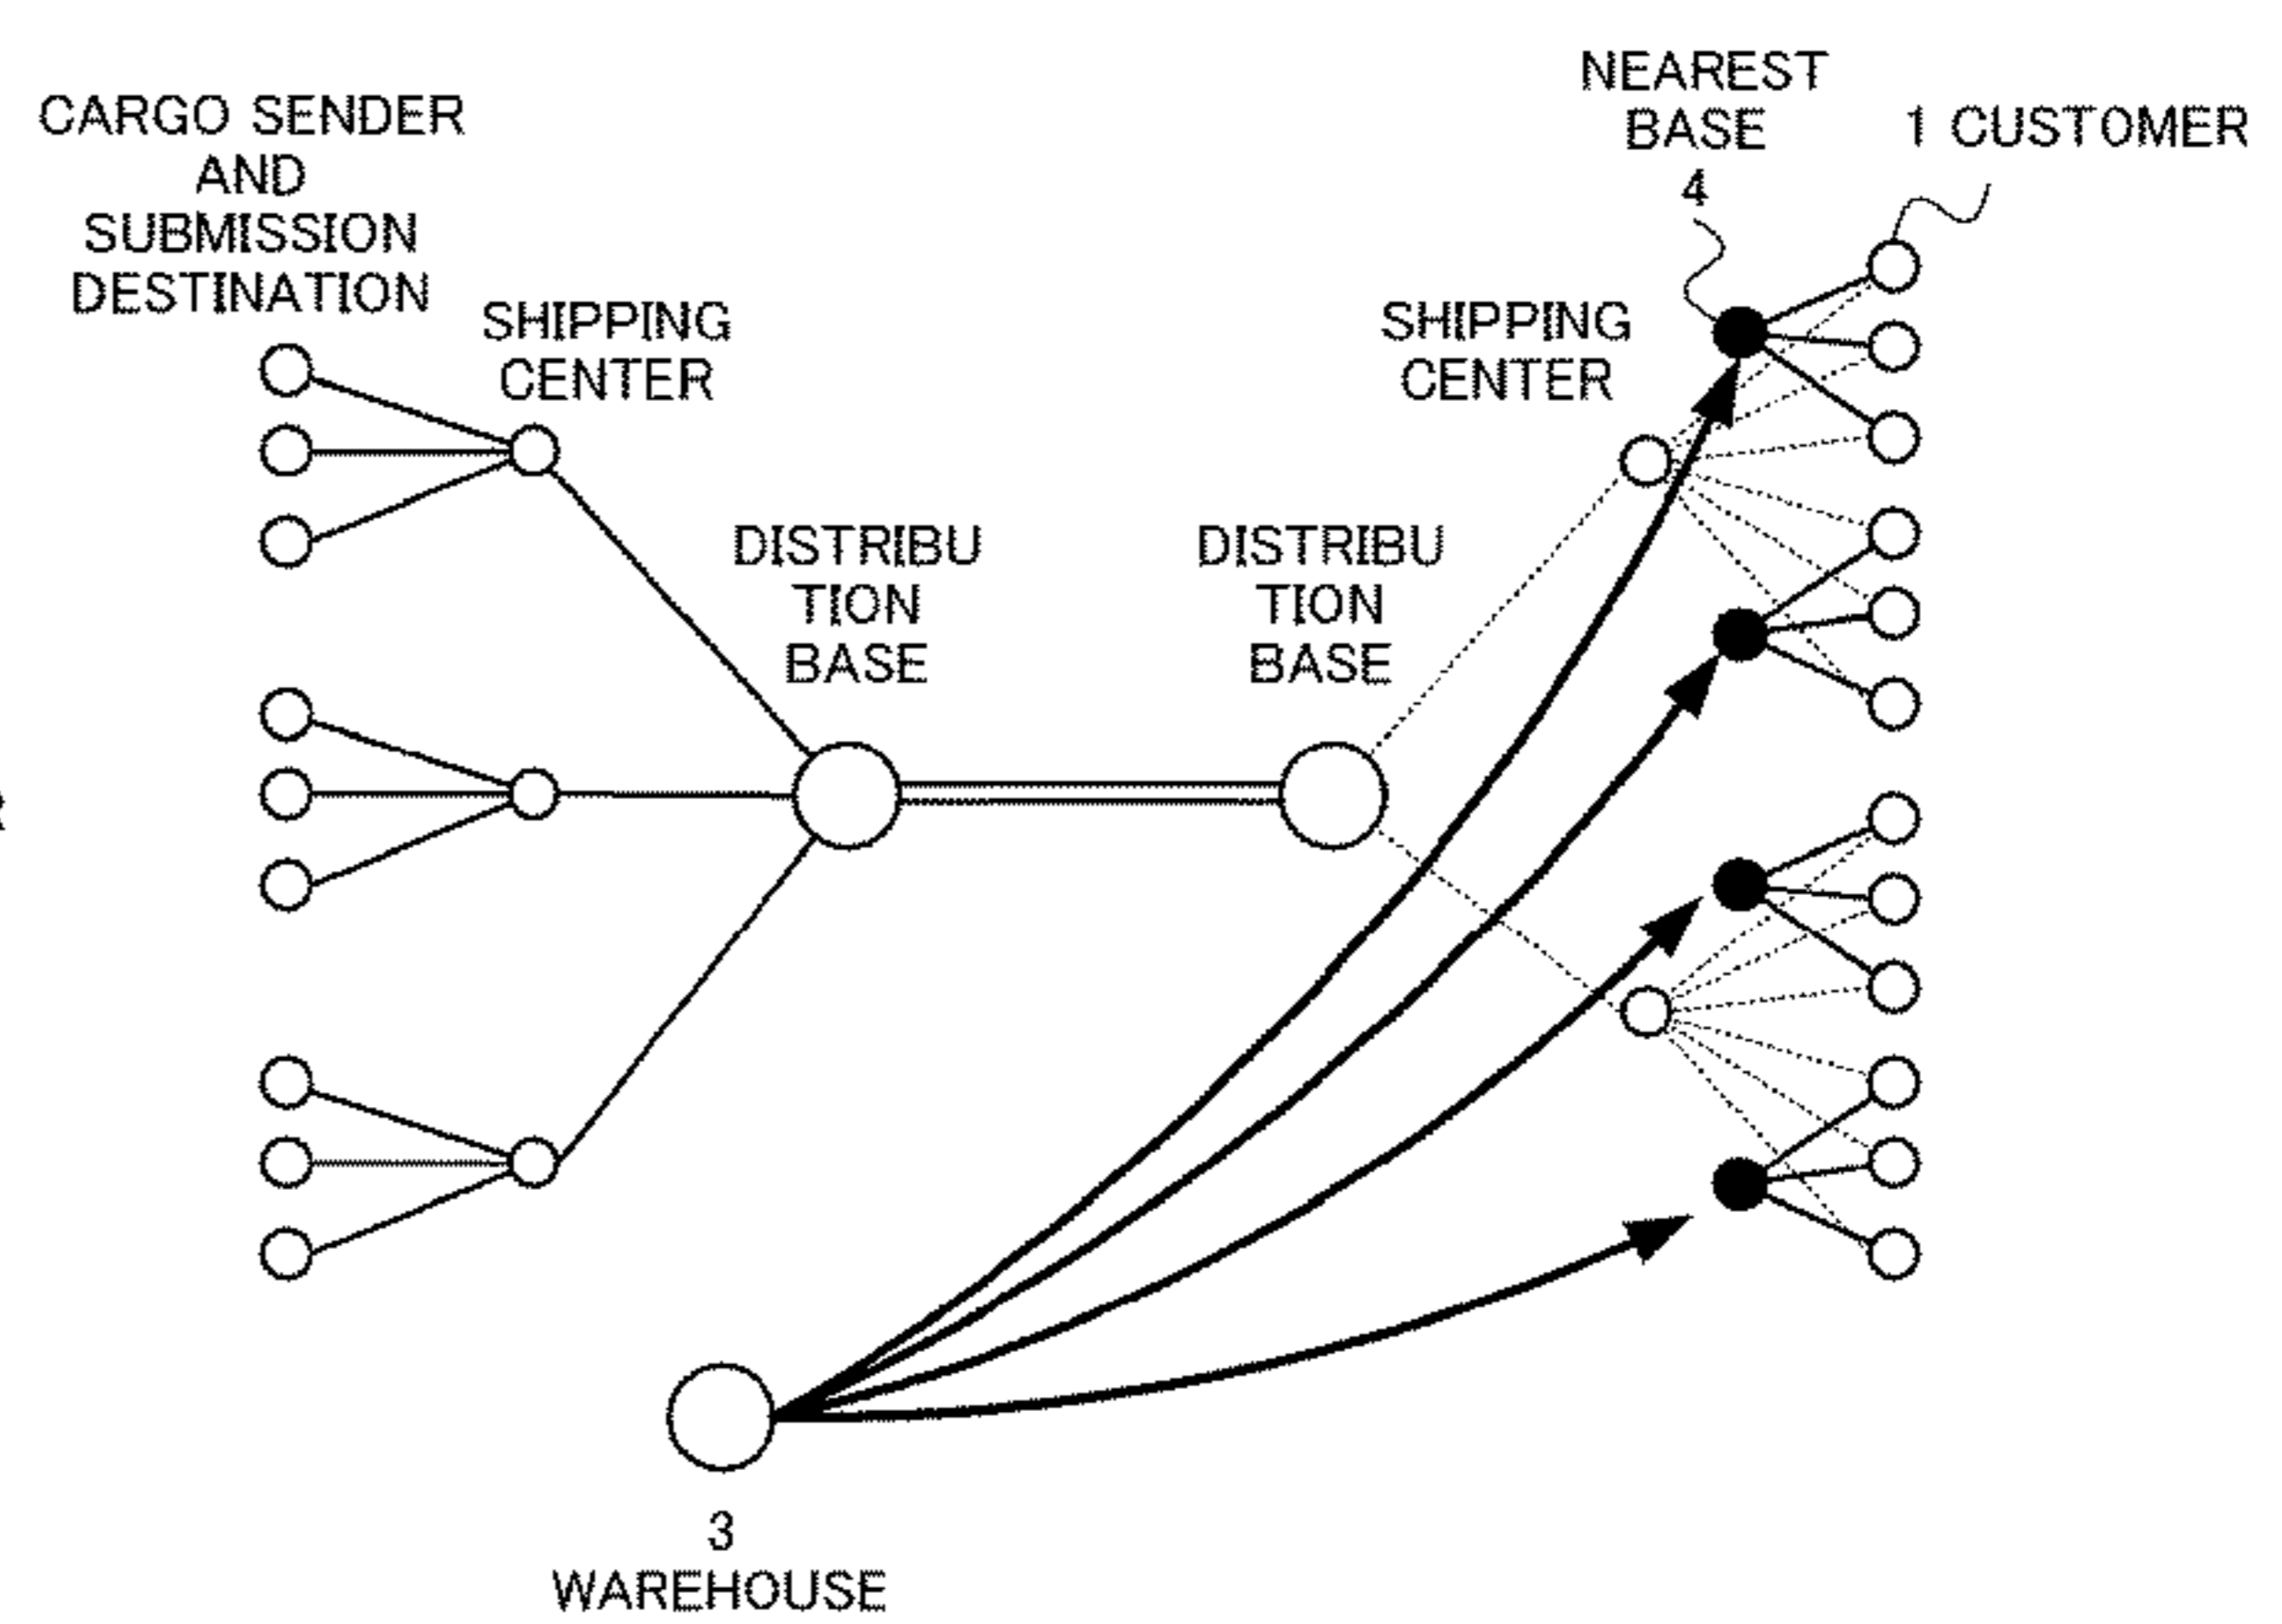 NEAREST
BASE
4
1 CUSTOMER
CARGO SENDER
AND
SUBMISSION
DESTINATION
SHIPPING
CENTER
SHIPPING
CENTER
DISTRIBU
TION
BASE
DISTRIBU
TION
BASE
3
WAREHOUSE